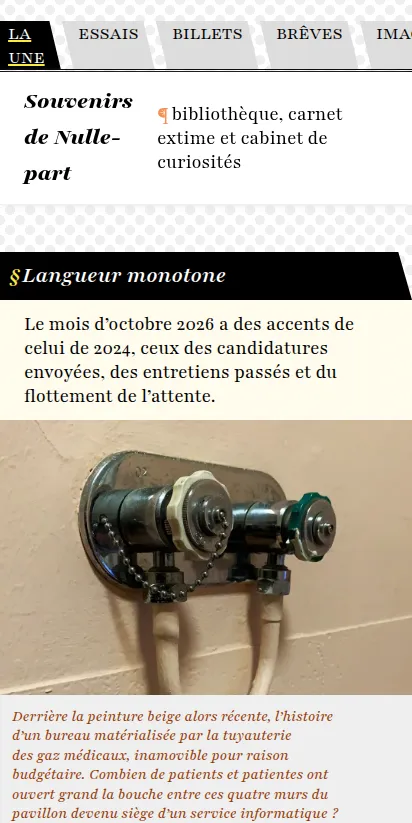 LA UNE
ESSAIS
BILLETS
BRÊVES
IMA
Souvenirs
de Nulle-
part
¶ bibliothèque, carnet
extime et cabinet de
curiosités
§Langueur monotone
Le mois d’octobre 2026 a des accents de
celui de 2024, ceux des candidatures
envoyées, des entretiens passés et du
flottement de l’attente.
Derrière la peinture beige alors récente, l’histoire
d’un bureau matérialisée par la tuyauterie
des gaz médicaux, inamovible pour raison
budgétaire. Combien de patients et patientes ont
ouvert grand la bouche entre ces quatre murs du
pavillon devenu siège d’un service informatique ?